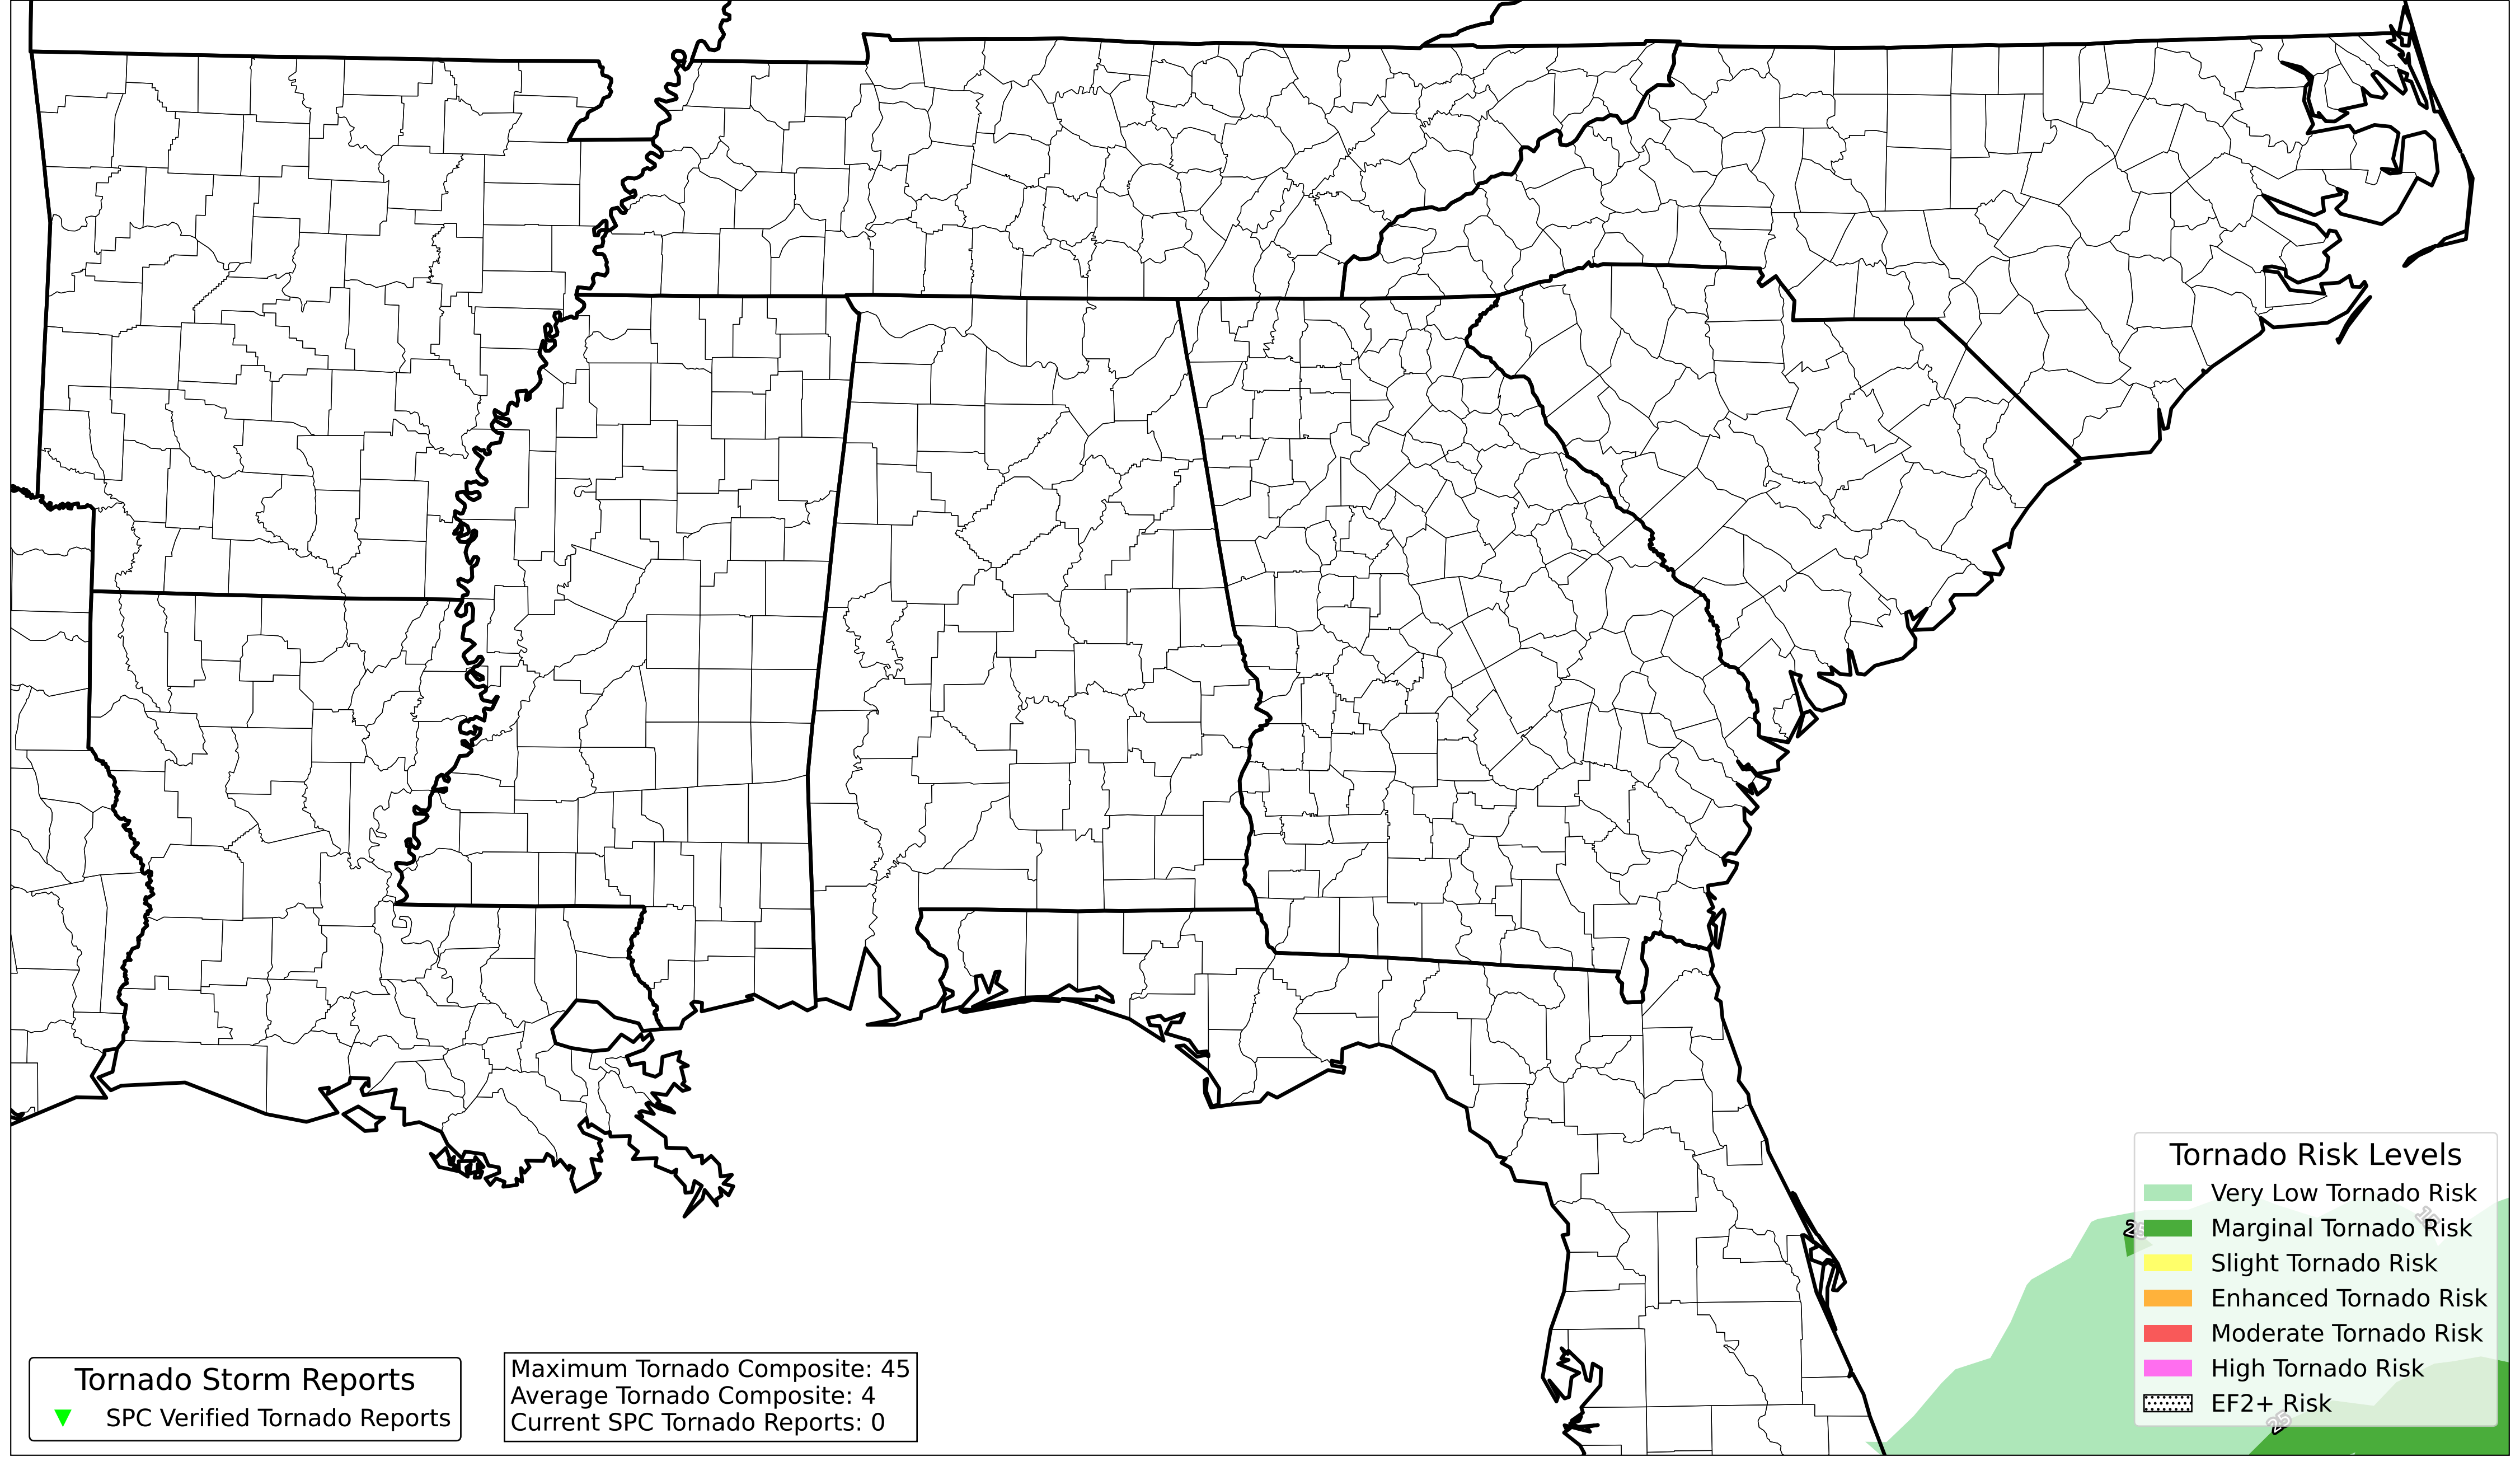 Tornado Risk Levels
Very Low Tornado Risk
Marginal Tornado Risk
Slight Tornado Risk
Enhanced Tornado Risk
Moderate Tornado Risk
High Tornado Risk
EF2+ Risk
25
Tornado Storm Reports
SPC Verified Tornado Reports
Maximum Tornado Composite: 45
Average Tornado Composite: 4
Current SPC Tornado Reports: 0